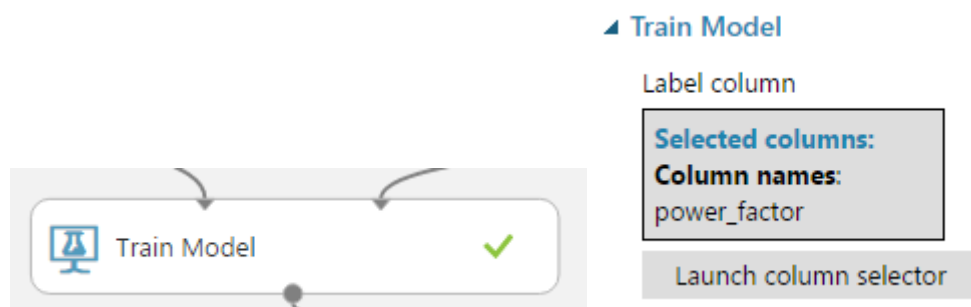 Train Model
Label column
Selected columns:
Column names:
power_factor
Launch column selector
Train Model